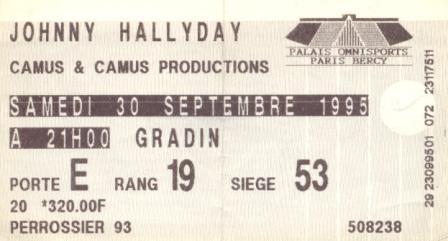 JOHNNY HALLYDAY
PALAIS OMNISPORTS
PARIS BERCY
CAMUS & CAMUS PRODUCTIONS
SAMEDI 30 SEPTEMBRE 1995
A 21H00 GRADIN
PORTE E RANG 19 SIEGE 53
20 *320.00F
PERROSSIER 93 508238
29 23099501 072 23117511